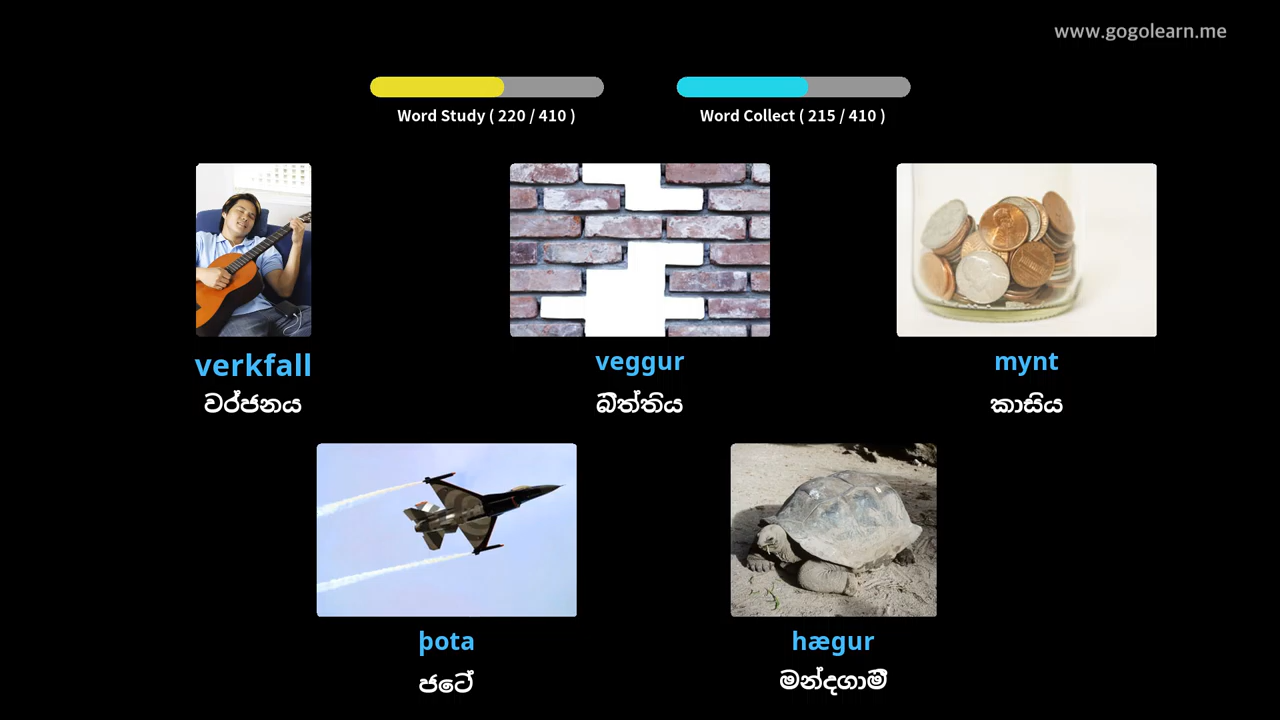 www.gogolearn.me
Word Study ( 220 / 410 )
Word Collect ( 215 / 410 )
verkfall
වර්ජනය
veggur
බිත්තිය
mynt
කාසිය
þota
ජටේ
hægur
මන්දගාමී